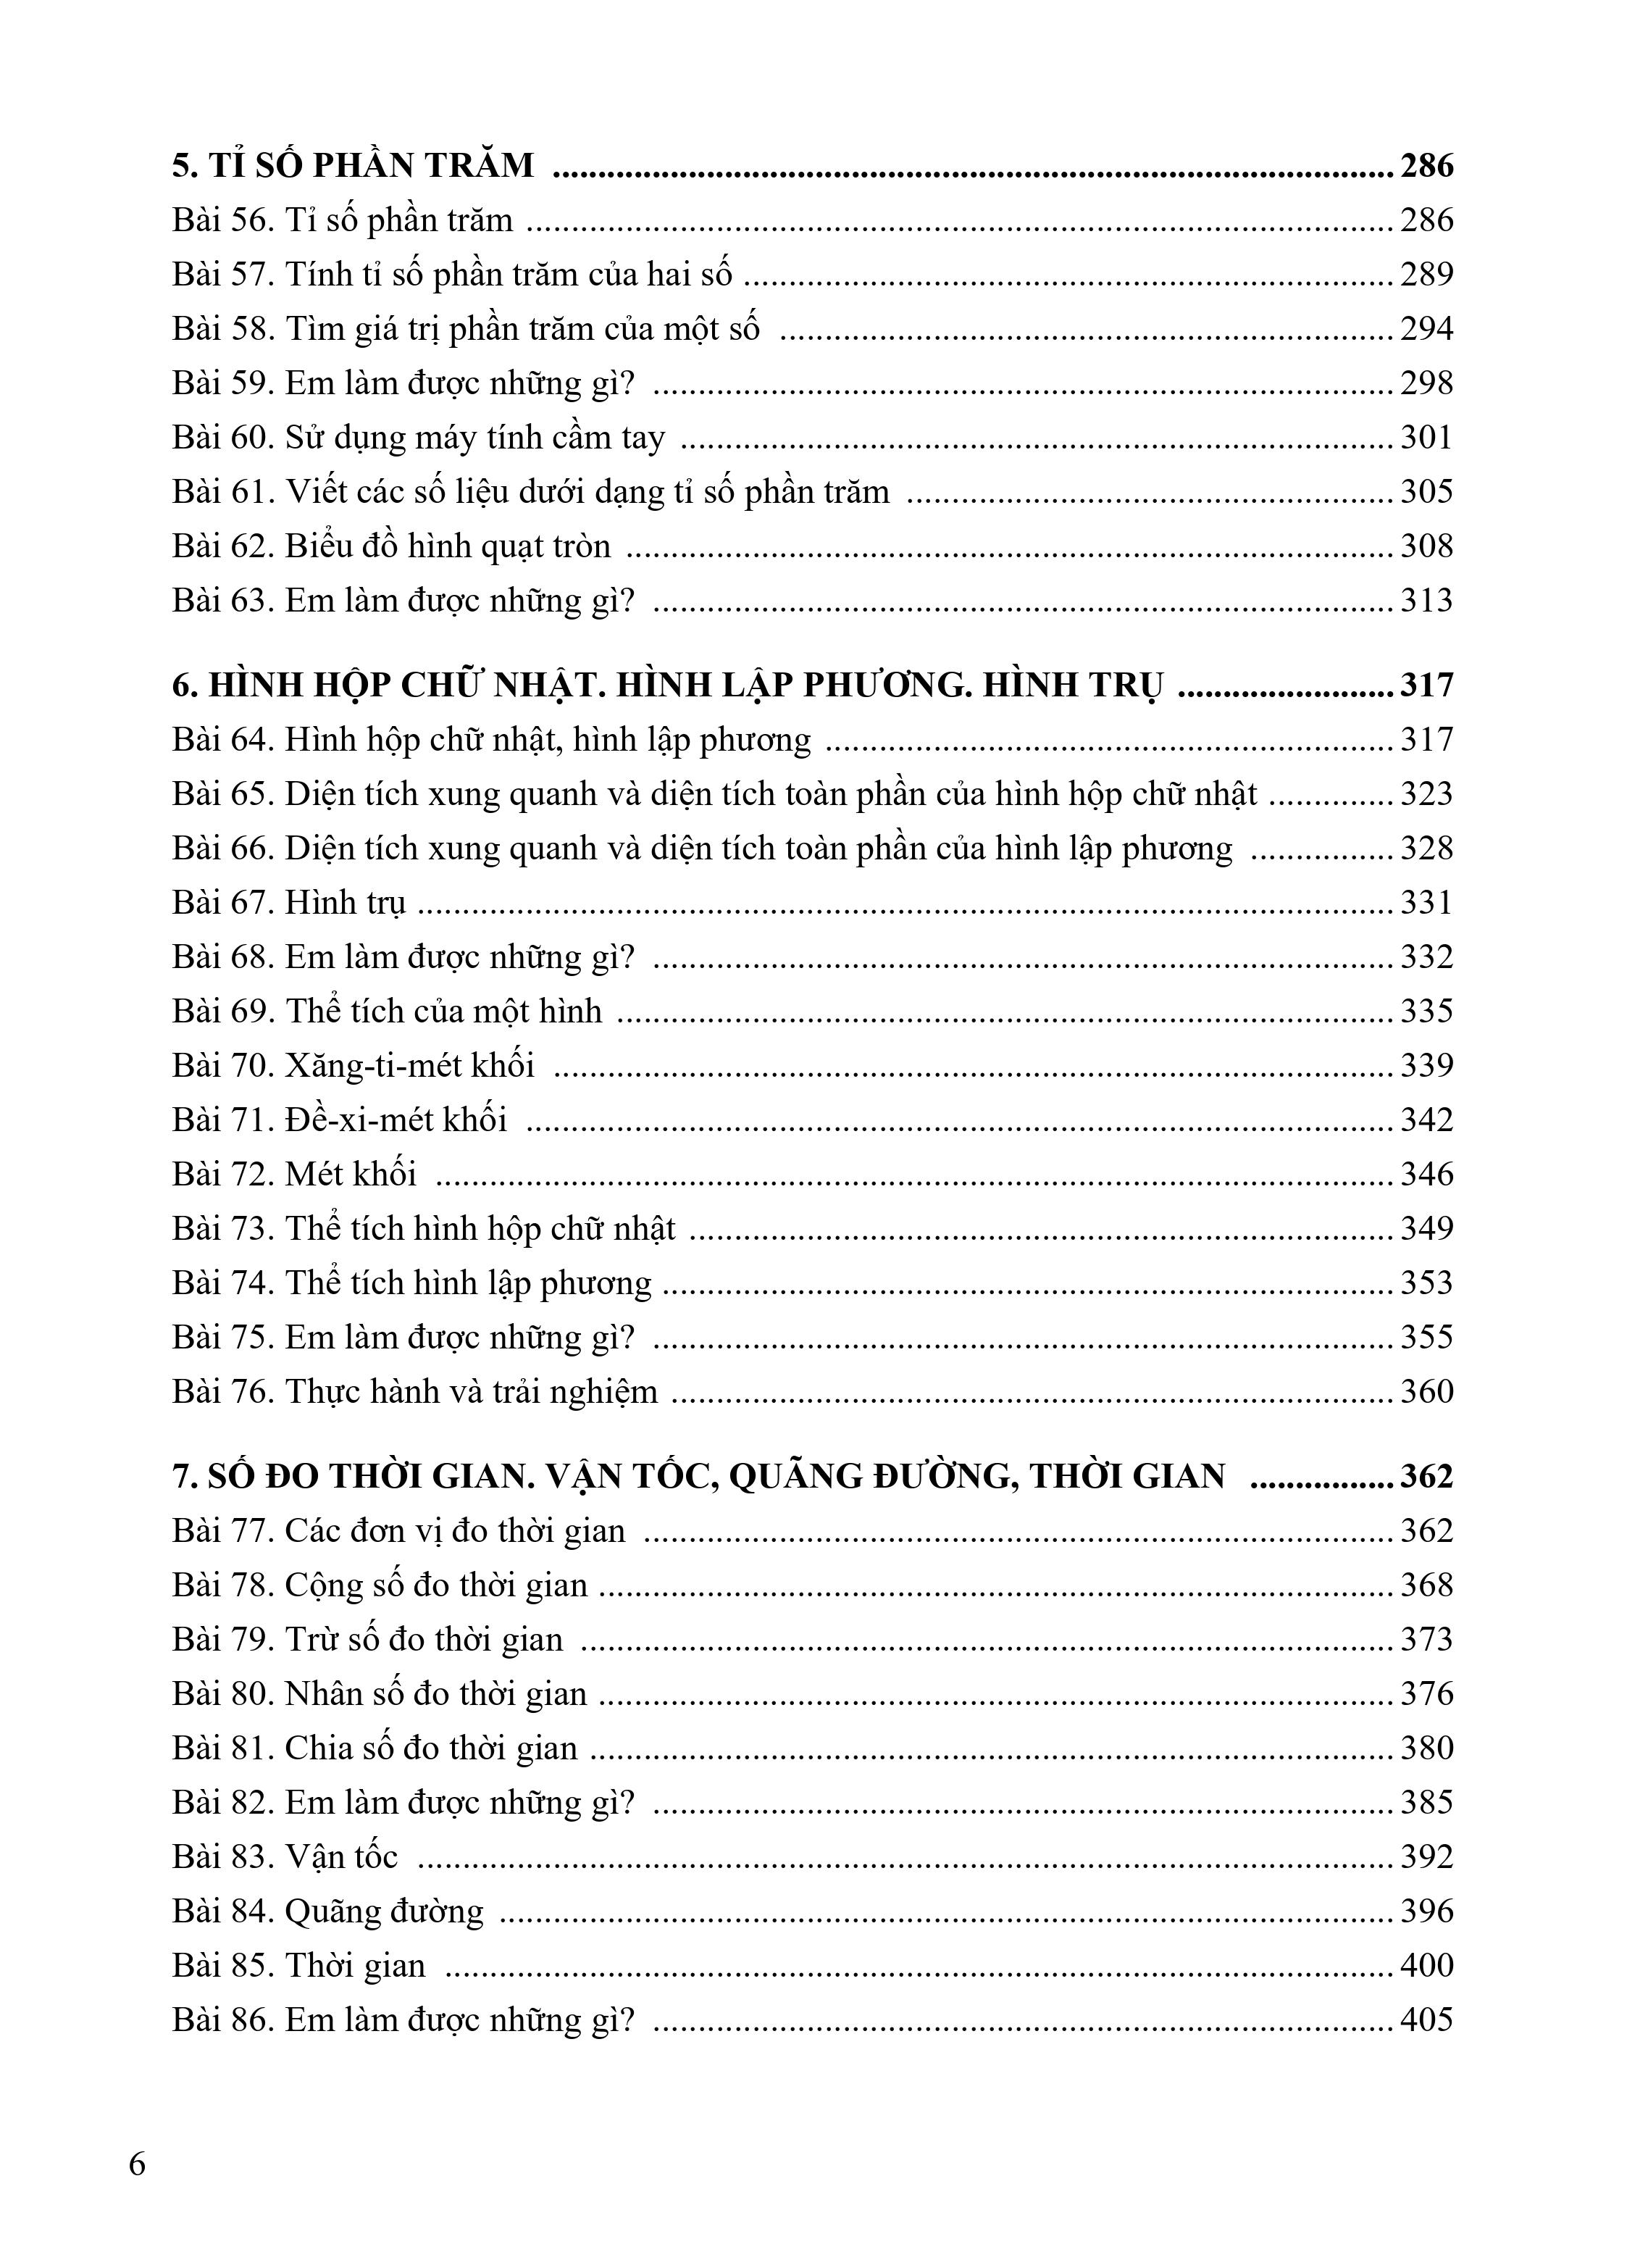 5. TỈ SỐ PHẦN TRĂM ........ 286
Bài 56. Tỉ số phần trăm ........ 286
Bài 57. Tính tỉ số phần trăm của hai số ........ 289
Bài 58. Tìm giá trị phần trăm của một số ........ 294
Bài 59. Em làm được những gì? ........ 298
Bài 60. Sử dụng máy tính cầm tay ........ 301
Bài 61. Viết các số liệu dưới dạng tỉ số phần trăm ........ 305
Bài 62. Biểu đồ hình quạt tròn ........ 308
Bài 63. Em làm được những gì? ........ 313
6. HÌNH HỘP CHỮ NHẬT. HÌNH LẬP PHƯƠNG. HÌNH TRỤ ........ 317
Bài 64. Hình hộp chữ nhật, hình lập phương ........ 317
Bài 65. Diện tích xung quanh và diện tích toàn phần của hình hộp chữ nhật ........ 323
Bài 66. Diện tích xung quanh và diện tích toàn phần của hình lập phương ........ 328
Bài 67. Hình trụ ........ 331
Bài 68. Em làm được những gì? ........ 332
Bài 69. Thể tích của một hình ........ 335
Bài 70. Xăng-ti-mét khối ........ 339
Bài 71. Đề-xi-mét khối ........ 342
Bài 72. Mét khối ........ 346
Bài 73. Thể tích hình hộp chữ nhật ........ 349
Bài 74. Thể tích hình lập phương ........ 353
Bài 75. Em làm được những gì? ........ 355
Bài 76. Thực hành và trải nghiệm ........ 360
7. SỐ ĐO THỜI GIAN. VẬN TỐC, QUÃNG ĐƯỜNG, THỜI GIAN ........ 362
Bài 77. Các đơn vị đo thời gian ........ 362
Bài 78. Cộng số đo thời gian ........ 368
Bài 79. Trừ số đo thời gian ........ 373
Bài 80. Nhân số đo thời gian ........ 376
Bài 81. Chia số đo thời gian ........ 380
Bài 82. Em làm được những gì? ........ 385
Bài 83. Vận tốc ........ 392
Bài 84. Quãng đường ........ 396
Bài 85. Thời gian ........ 400
Bài 86. Em làm được những gì? ........ 405
6